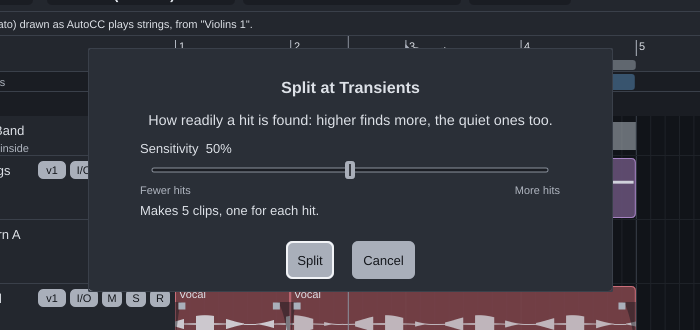 ato) drawn as AutoCC plays strings, from "Violins 1".
1 2 3 4 5
Split at Transients
How readily a hit is found: higher finds more, the quiet ones too.
Sensitivity 50%
Fewer hits More hits
Makes 5 clips, one for each hit.
Split Cancel
s
Band
inside
gs v1 I/O
rn A
v1 I/O M S R
Vocal Vocal